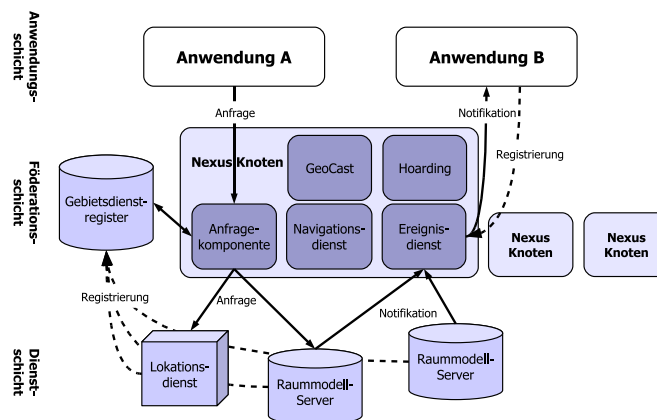 Anwendungs-
schicht
Anwendung A
Anwendung B
Anfrage
Notifikation
Registrierung
Föderations-
schicht
Nexus Knoten
GeoCast
Hoarding
Gebietsdienst-
register
Anfrage-
komponente
Navigations-
dienst
Ereignis-
dienst
Nexus
Knoten
Nexus
Knoten
Registrierung
Anfrage
Notifikation
Dienst-
schicht
Lokations-
dienst
Raummodell-
Server
Raummodell-
Server